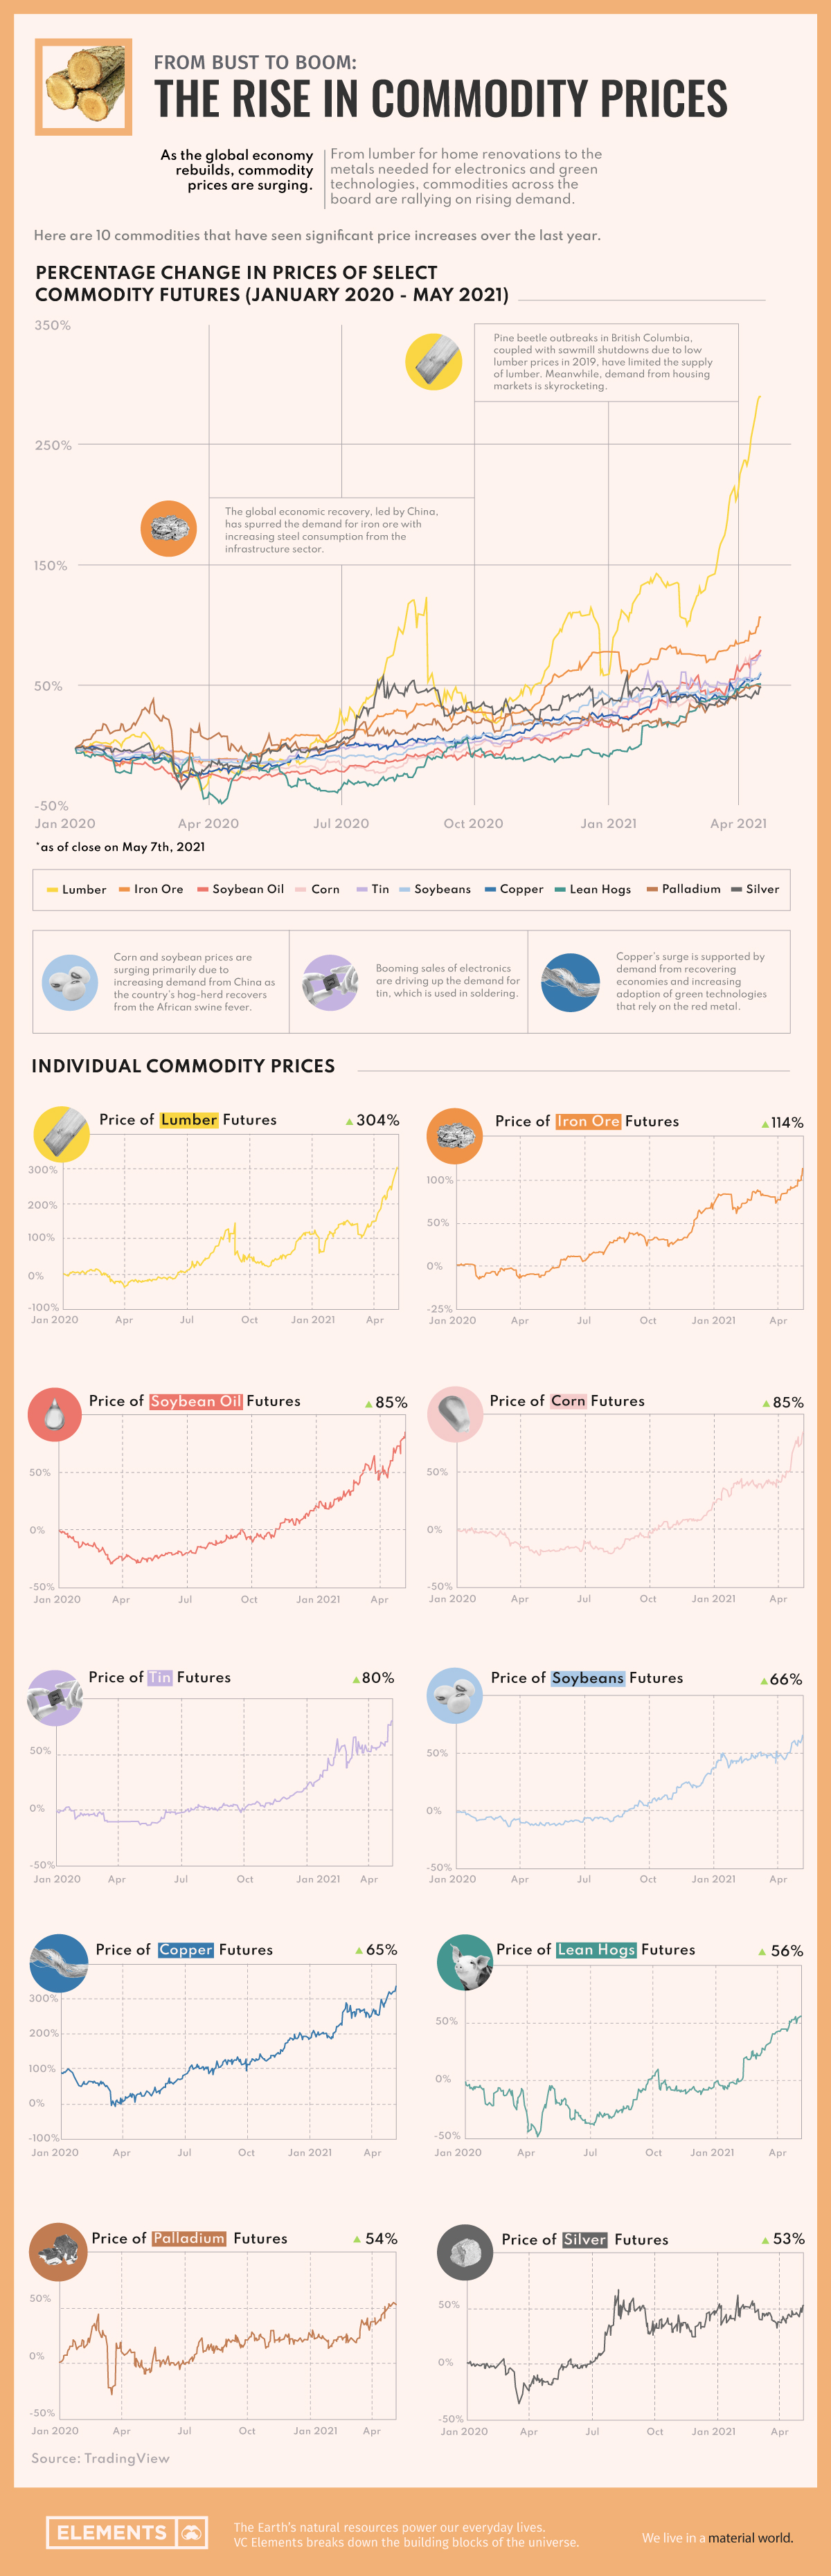 FROM BUST TO BOOM:
THE RISE IN COMMODITY PRICES
As the global economy
rebuilds, commodity
prices are surging.
From lumber for home renovations to the
metals needed for electronics and green
technologies, commodities across the
board are rallying on rising demand.
Here are 10 commodities that have seen significant price increases over the last year.
PERCENTAGE CHANGE IN PRICES OF SELECT
COMMODITY FUTURES (JANUARY 2020 - MAY 2021)
350%
Pine beetle outbreaks in British Columbia,
coupled with sawmill shutdowns due to low
lumber prices in 2019, have limited the supply
of lumber. Meanwhile, demand from housing
markets is skyrocketing.
250%
The global economic recovery, led by China,
has spurred the demand for iron ore with
increasing steel consumption from the
infrastructure sector.
150%
50%
-50%
Jan 2020 Apr 2020 Jul 2020 Oct 2020 Jan 2021 Apr 2021
*as of close on May 7th, 2021
Lumber Iron Ore Soybean Oil Corn Tin Soybeans Copper Lean Hogs Palladium Silver
Corn and soybean prices are
surging primarily due to
increasing demand from China as
the country's hog-herd recovers
from the African swine fever.
Booming sales of electronics
are driving up the demand for
tin, which is used in soldering.
Copper's surge is supported by
demand from recovering
economies and increasing
adoption of green technologies
that rely on the red metal.
INDIVIDUAL COMMODITY PRICES
Price of Lumber Futures 304%
300%
200%
100%
0%
-100%
Jan 2020 Apr Jul Oct Jan 2021 Apr
Price of Iron Ore Futures 114%
100%
50%
0%
-25%
Jan 2020 Apr Jul Oct Jan 2021 Apr
Price of Soybean Oil Futures 85%
50%
0%
-50%
Jan 2020 Apr Jul Oct Jan 2021 Apr
Price of Corn Futures 85%
50%
0%
-50%
Jan 2020 Apr Jul Oct Jan 2021 Apr
Price of Tin Futures 80%
50%
0%
-50%
Jan 2020 Apr Jul Oct Jan 2021 Apr
Price of Soybeans Futures 66%
50%
0%
-50%
Jan 2020 Apr Jul Oct Jan 2021 Apr
Price of Copper Futures 65%
300%
200%
100%
0%
-100%
Jan 2020 Apr Jul Oct Jan 2021 Apr
Price of Lean Hogs Futures 56%
50%
0%
-50%
Jan 2020 Apr Jul Oct Jan 2021 Apr
Price of Palladium Futures 54%
50%
0%
-50%
Jan 2020 Apr Jul Oct Jan 2021 Apr
Price of Silver Futures 53%
50%
0%
-50%
Jan 2020 Apr Jul Oct Jan 2021 Apr
Source: TradingView
ELEMENTS
The Earth's natural resources power our everyday lives.
VC Elements breaks down the building blocks of the universe.
We live in a material world.